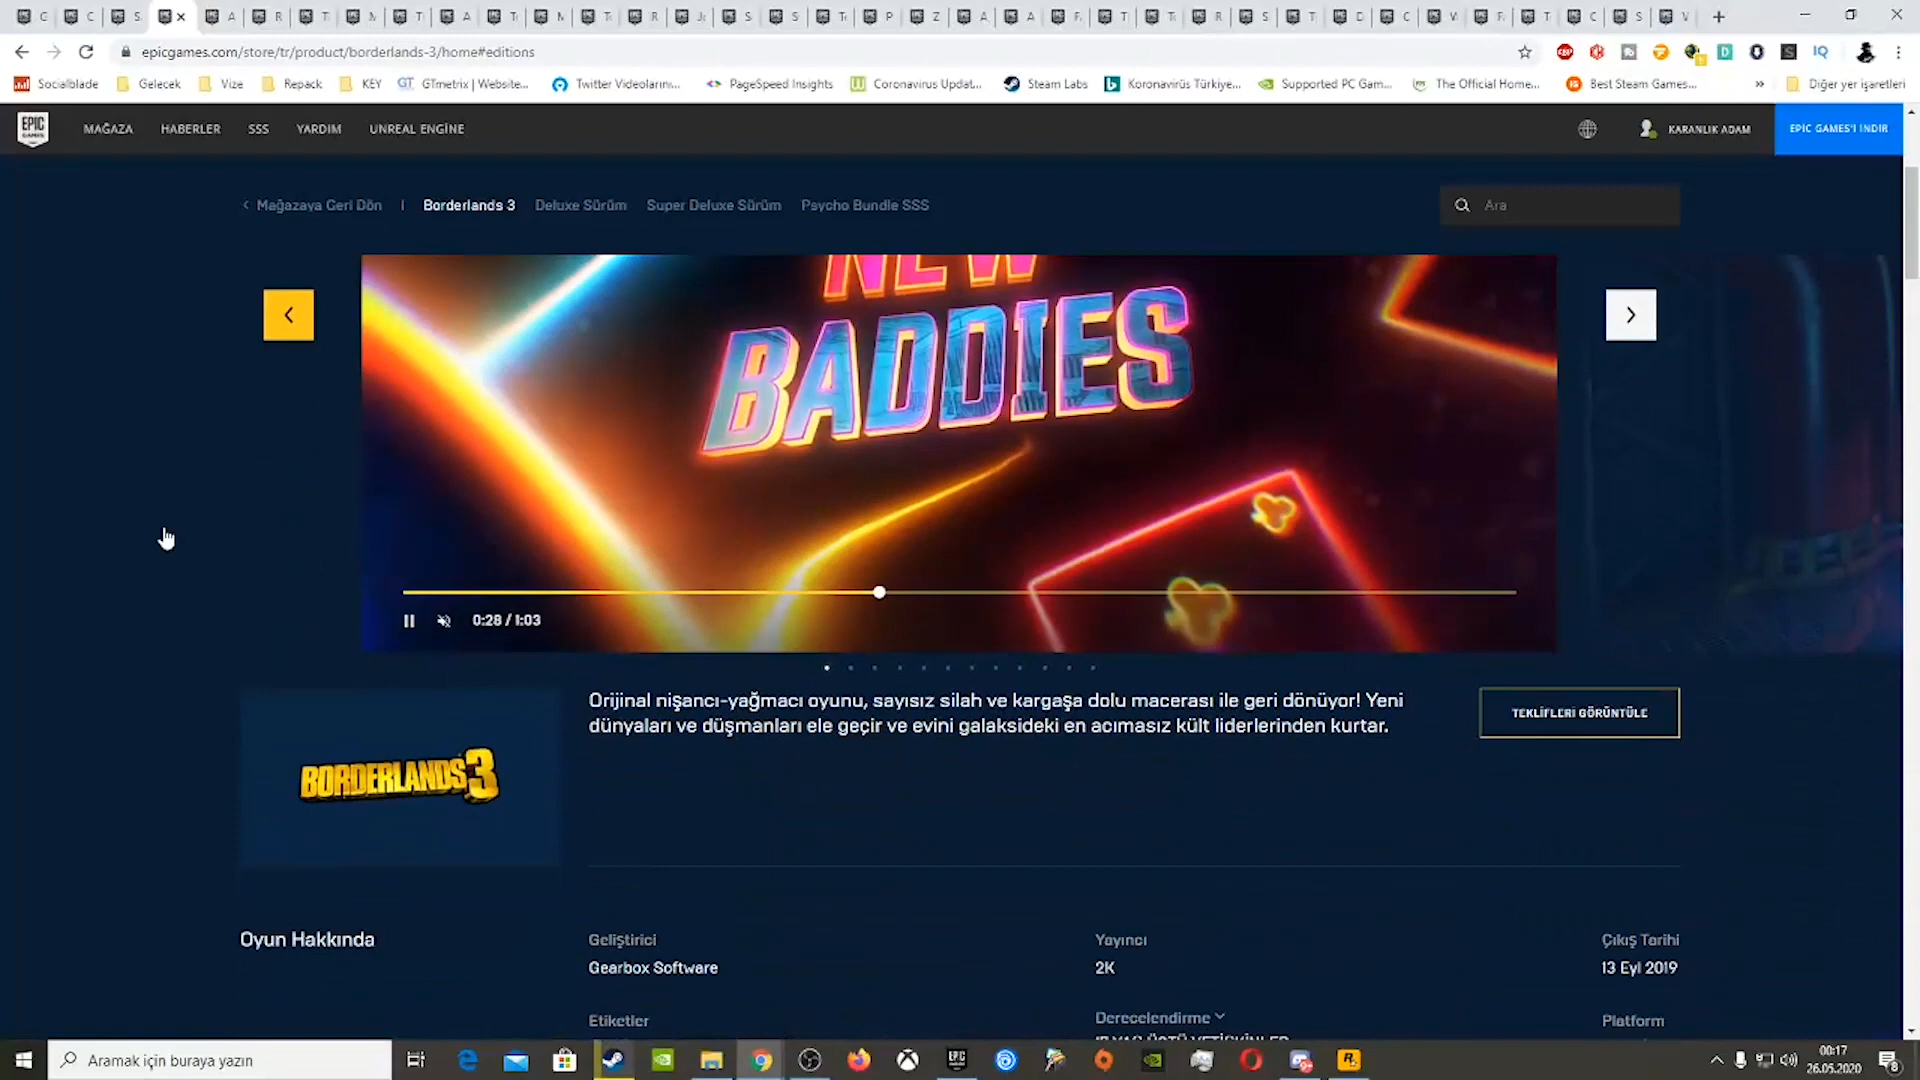 epicgames.com/store/tr/product/borderlands-3/home#editions
Socialblade
Gelecek
Vize
Repack
KEY
GTmetrix | Website...
Twitter Videolarını...
PageSpeed Insights
Coronavirus Updat...
Steam Labs
Koronavirüs Türkiye...
Supported PC Gam...
The Official Home...
Best Steam Games...
»
Diğer yer işaretleri
EPIC GAMES
MAĞAZA
HABERLER
SSS
YARDIM
UNREAL ENGİNE
KARANLIK ADAM
EPİC GAMES'İ İNDİR
Mağazaya Geri Dön
Borderlands 3
Deluxe Sürüm
Super Deluxe Sürüm
Psycho Bundle SSS
Ara
NEW
BADDIES
0:28 / 1:03
Orijinal nişancı-yağmacı oyunu, sayısız silah ve kargaşa dolu macerası ile geri dönüyor! Yeni
dünyaları ve düşmanları ele geçir ve evini galaksideki en acımasız kült liderlerinden kurtar.
TEKLİFLERİ GÖRÜNTÜLE
BORDERLANDS 3
Oyun Hakkında
Geliştirici
Gearbox Software
Yayıncı
2K
Çıkış Tarihi
13 Eyl 2019
Etiketler
Derecelendirme
Platform
Aramak için buraya yazın
00:17
26.05.2020